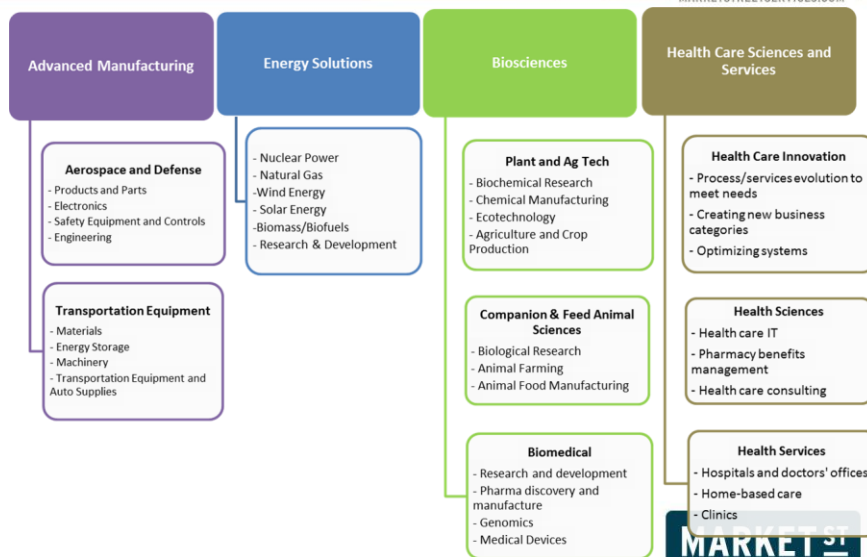 MARKETSTREETSERVICES.COM
Advanced Manufacturing
Energy Solutions
Biosciences
Health Care Sciences and
Services
Aerospace and Defense
- Products and Parts
- Electronics
- Safety Equipment and Controls
- Engineering
Transportation Equipment
- Materials
- Energy Storage
- Machinery
- Transportation Equipment and
Auto Supplies
- Nuclear Power
- Natural Gas
-Wind Energy
- Solar Energy
-Biomass/Biofuels
- Research & Development
Plant and Ag Tech
- Biochemical Research
- Chemical Manufacturing
- Ecotechnology
- Agriculture and Crop
Production
Companion & Feed Animal
Sciences
- Biological Research
- Animal Farming
- Animal Food Manufacturing
Biomedical
- Research and development
- Pharma discovery and
manufacture
- Genomics
- Medical Devices
Health Care Innovation
- Process/services evolution to
meet needs
- Creating new business
categories
- Optimizing systems
Health Sciences
- Health care IT
- Pharmacy benefits
management
- Health care consulting
Health Services
- Hospitals and doctors' offices
- Home-based care
- Clinics
MARKET ST